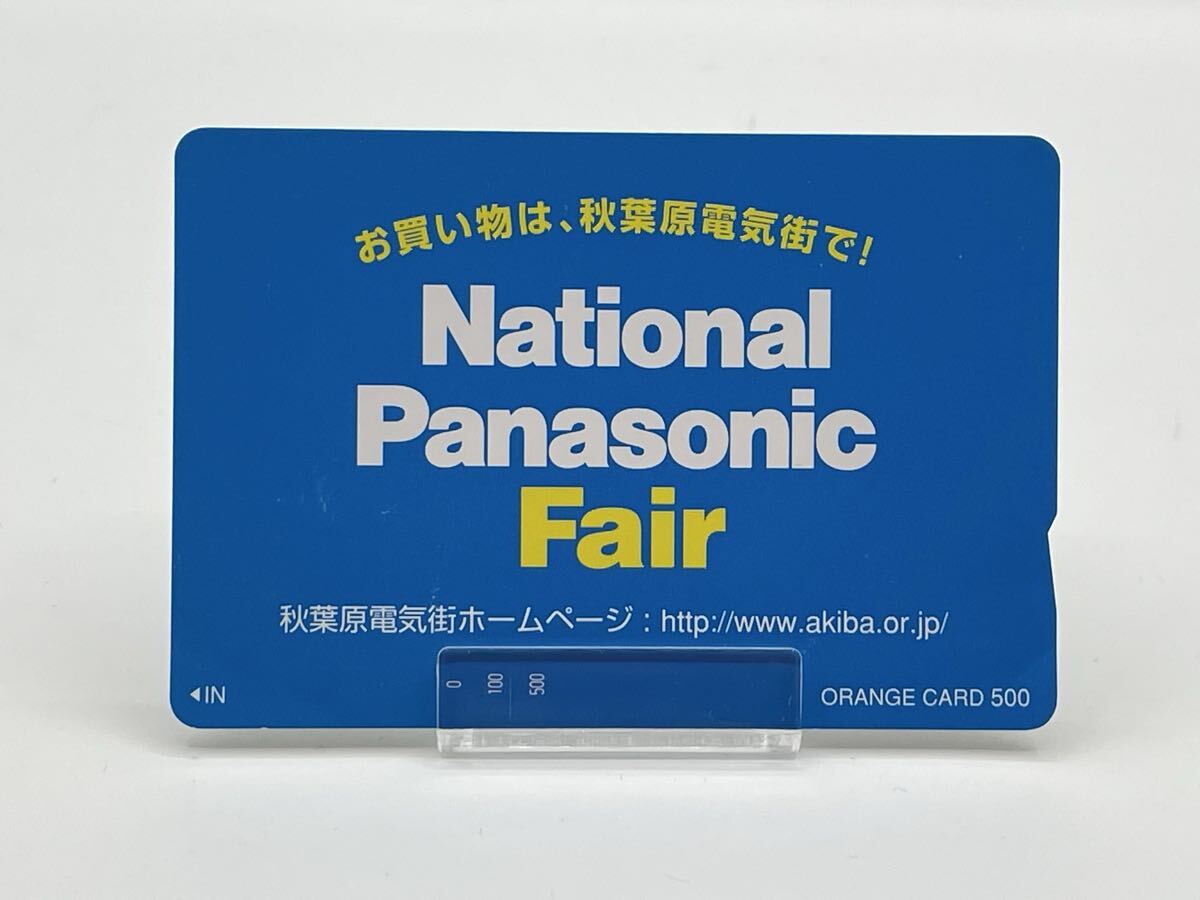 お買い物は、秋葉原電気街で!
National
Panasonic
Fair
秋葉原電気街ホームページ : http://www.akiba.or.jp/
0 100 500
◀IN
ORANGE CARD 500